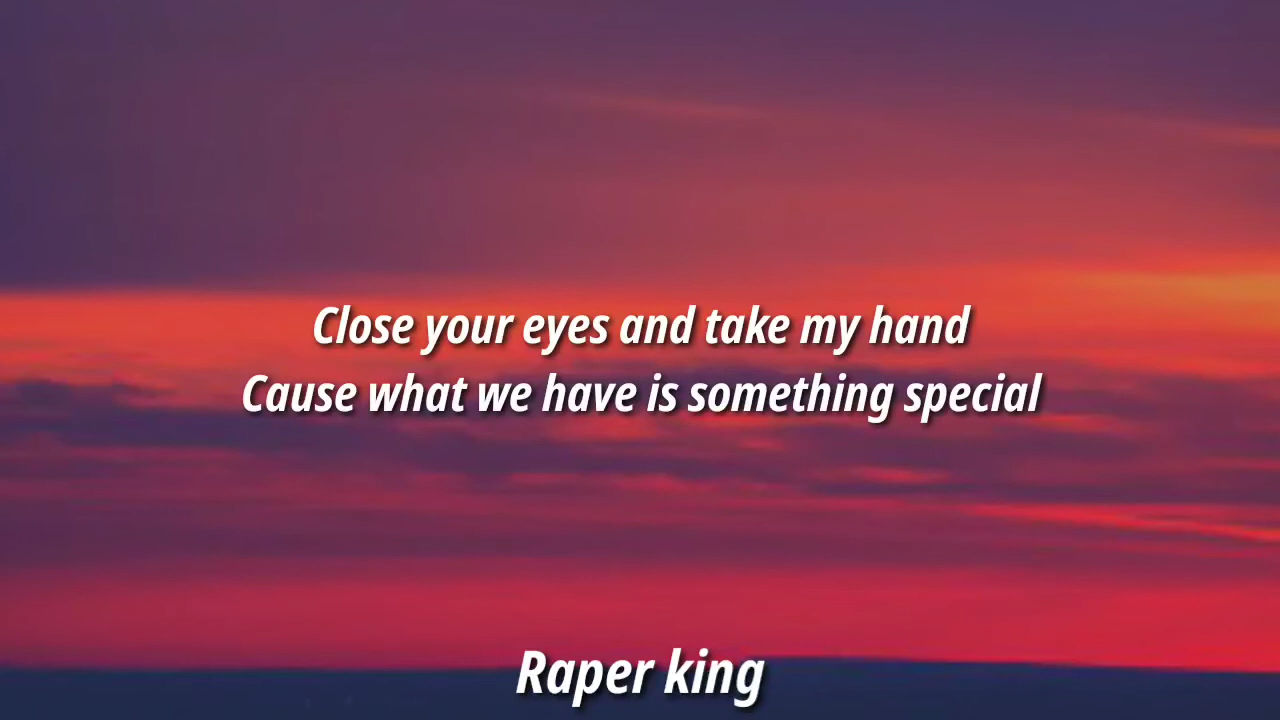 Close your eyes and take my hand
Cause what we have is something special
Raper king